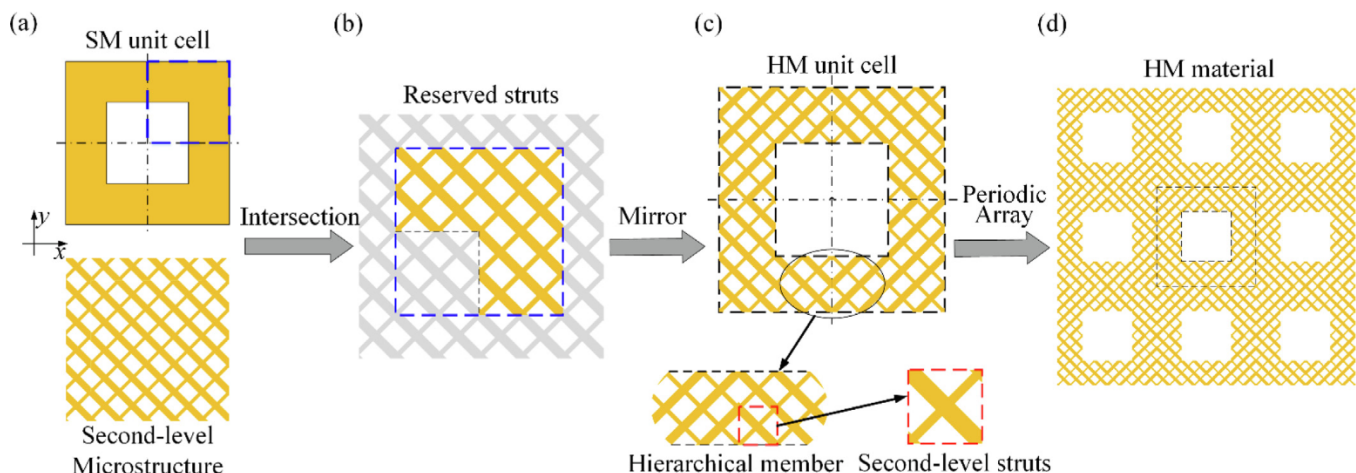 (a)
SM unit cell
y
x
Second-level
Microstructure
Intersection
(b)
Reserved struts
Mirror
(c)
HM unit cell
Hierarchical member
Second-level struts
Periodic
Array
(d)
HM material